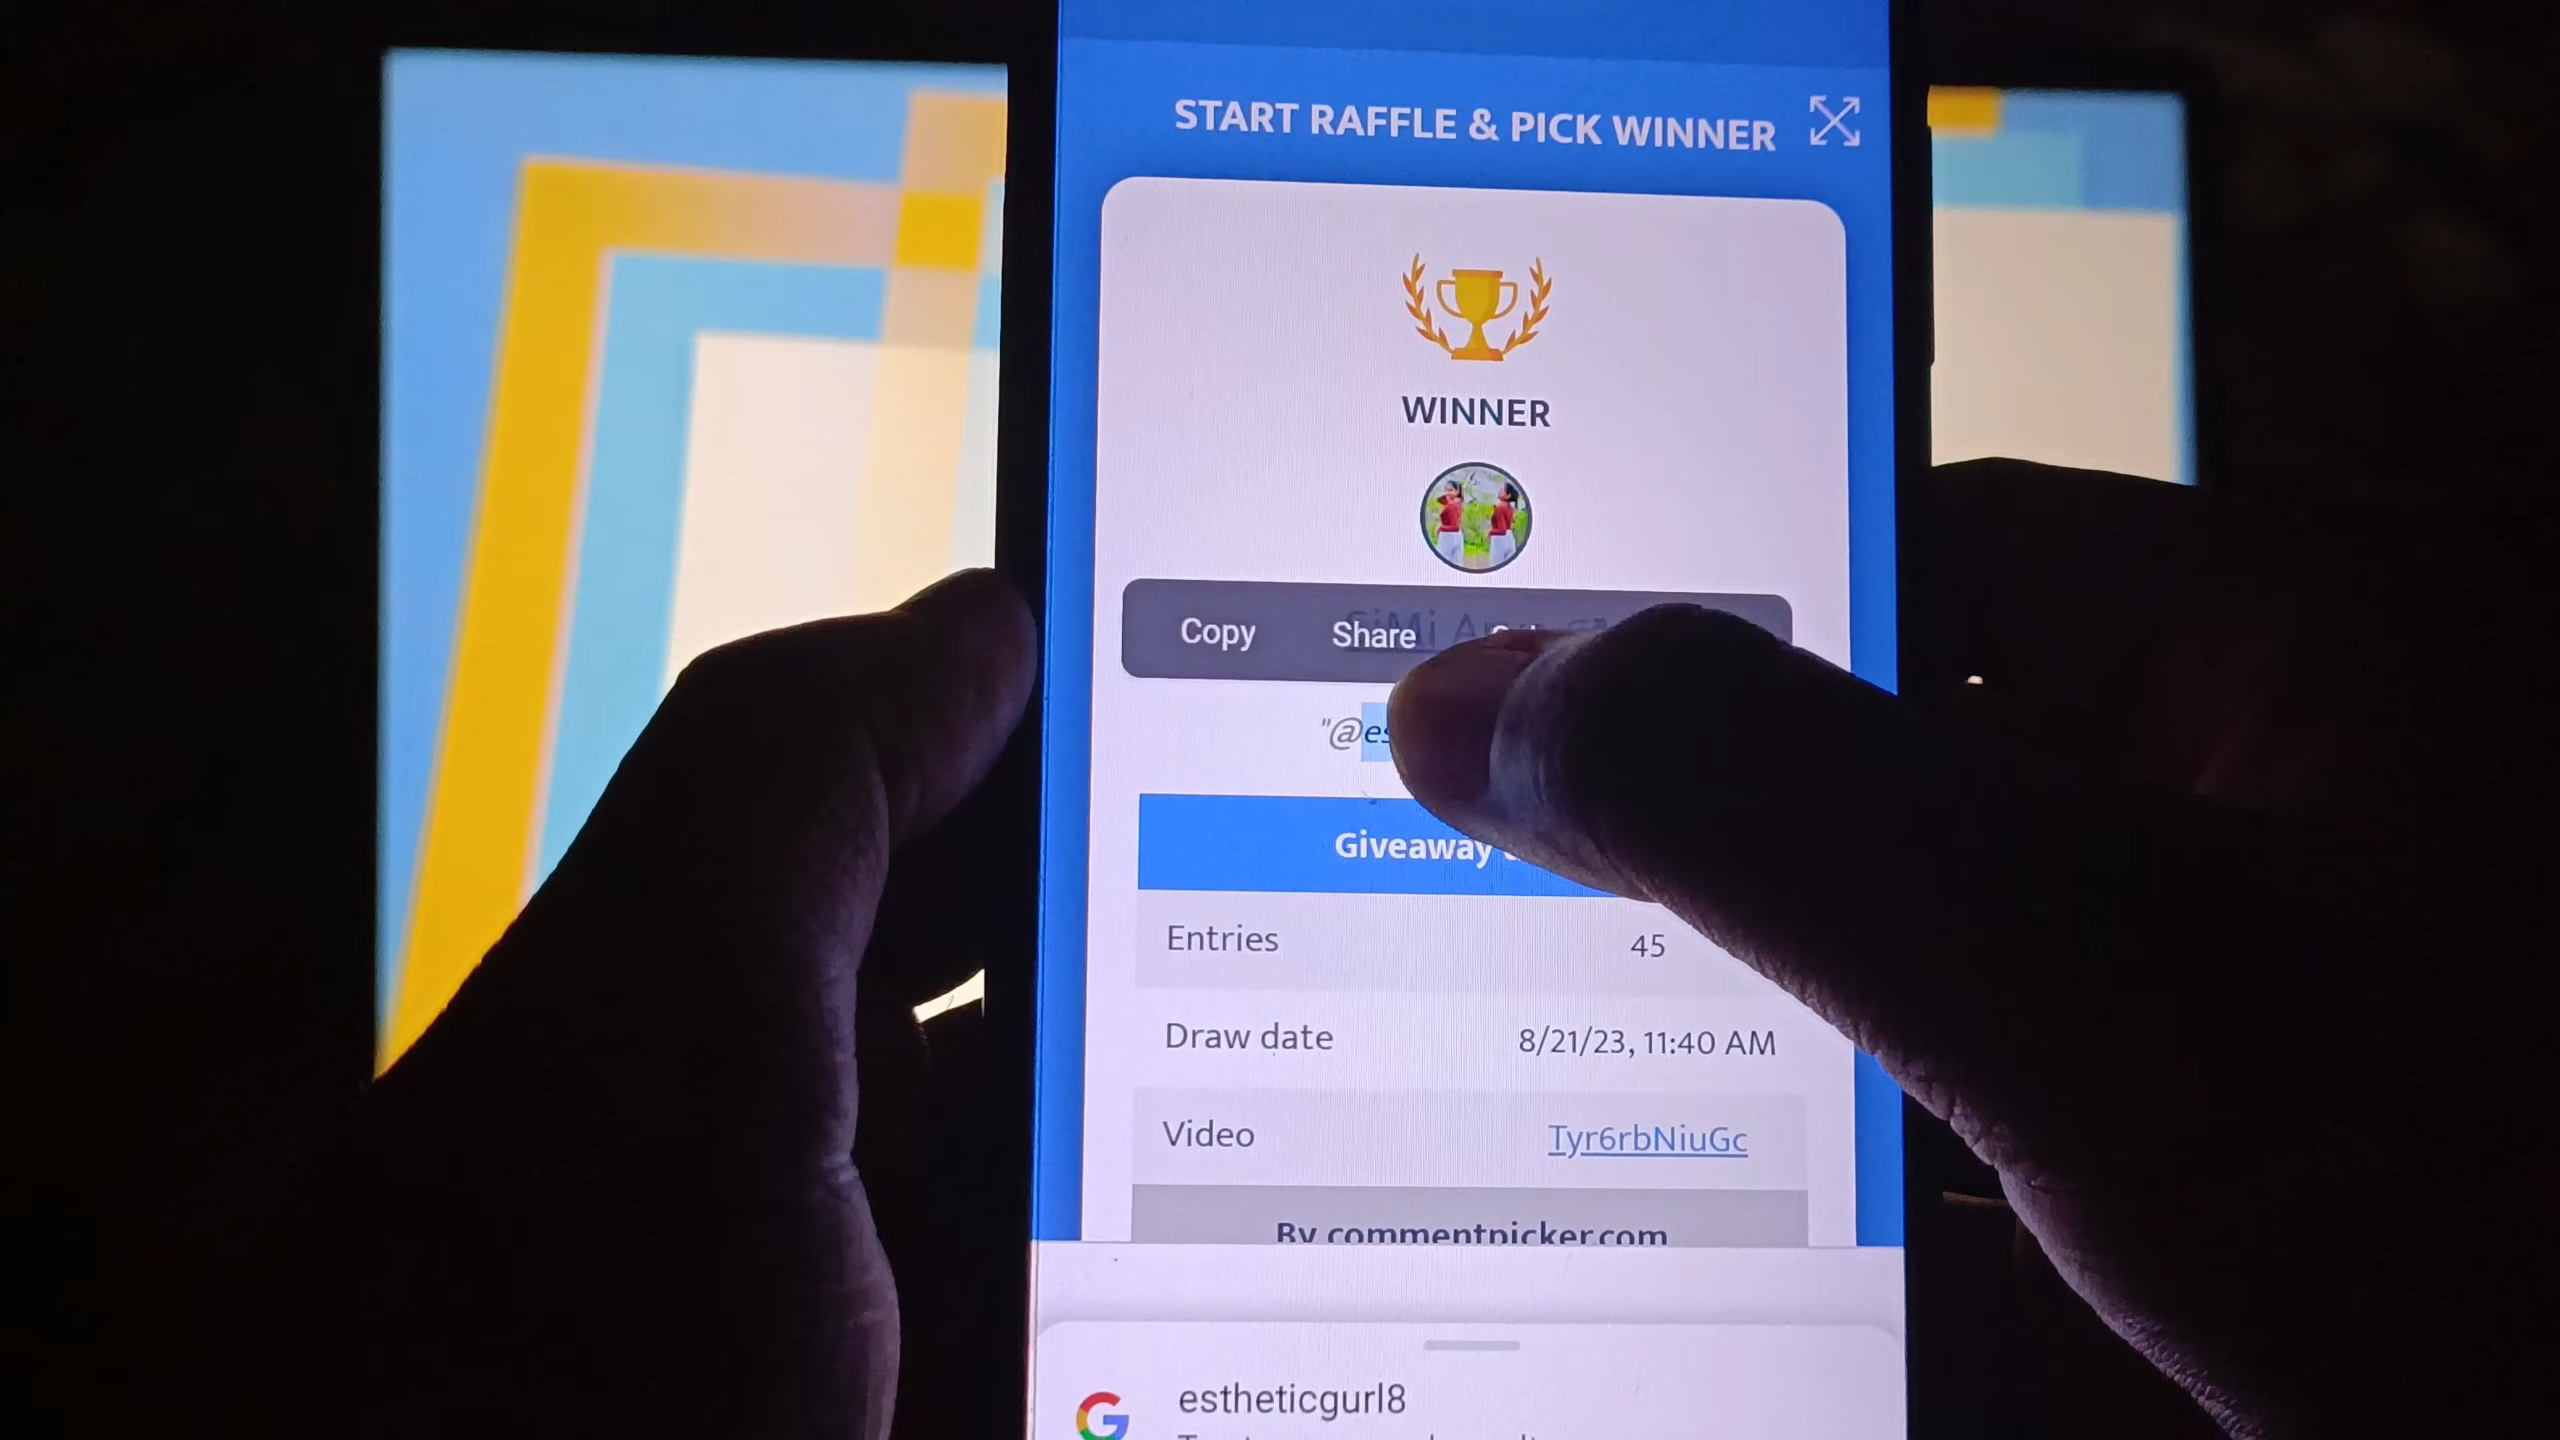 START RAFFLE & PICK WINNER
WINNER
Copy Share
"@es
Giveaway
Entries 45
Draw date 8/21/23, 11:40 AM
Video Tyr6rbNiuGc
By commentpicker.com
estheticgurl8